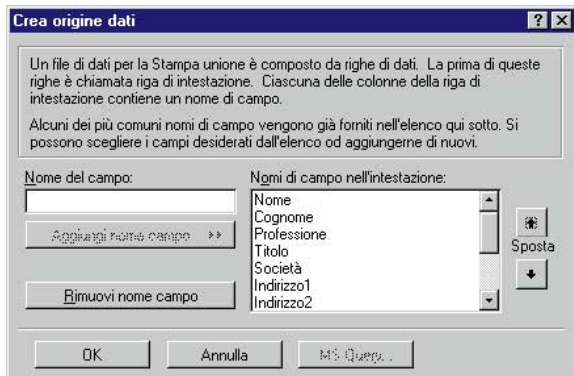 Crea origine dati
Un file di dati per la Stampa unione è composto da righe di dati. La prima di queste
righe è chiamata riga di intestazione. Ciascuna delle colonne della riga di
intestazione contiene un nome di campo.
Alcuni dei più comuni nomi di campo vengono già forniti nell'elenco qui sotto. Si
possono scegliere i campi desiderati dall'elenco od aggiungerne di nuovi.
Nome del campo:
Nomi di campo nell'intestazione:
Nome
Cognome
Professione
Titolo
Società
Indirizzo1
Indirizzo2
Aggiungi nome campo >>
Sposta
Rimuovi nome campo
OK
Annulla
MS Query...